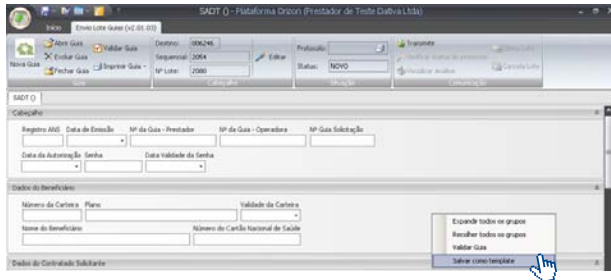 SADT () - Plataforma Orizon (Prestador de Teste Dativa Ltda)
Início Envio Lote Guias (v2.01.03)
Nova Guia
Abrir Guia
Excluir Guia
Fechar Guia
Validar Guia
Imprimir Guia
Guia
Destino: 006246
Sequencial: 2054
Nº Lote: 2080
Editar
Cabeçalho
Protocolo:
Status: NOVO
Situação
Transmite
Cancela Lote
Comunicação
SADT ()
Cabeçalho
Registro ANS Data de Emissão Nº da Guia - Prestador Nº da Guia - Operadora Nº Guia Solicitação
Data da Autorização Senha Data Validade da Senha
Dados do Beneficiário
Número da Carteira Plano Validade da Carteira
Nome do Beneficiário Número do Cartão Nacional de Saúde
Expandir todos os grupos
Recolher todos os grupos
Validar Guia
Salvar como template
Dados do Contratado Solicitante